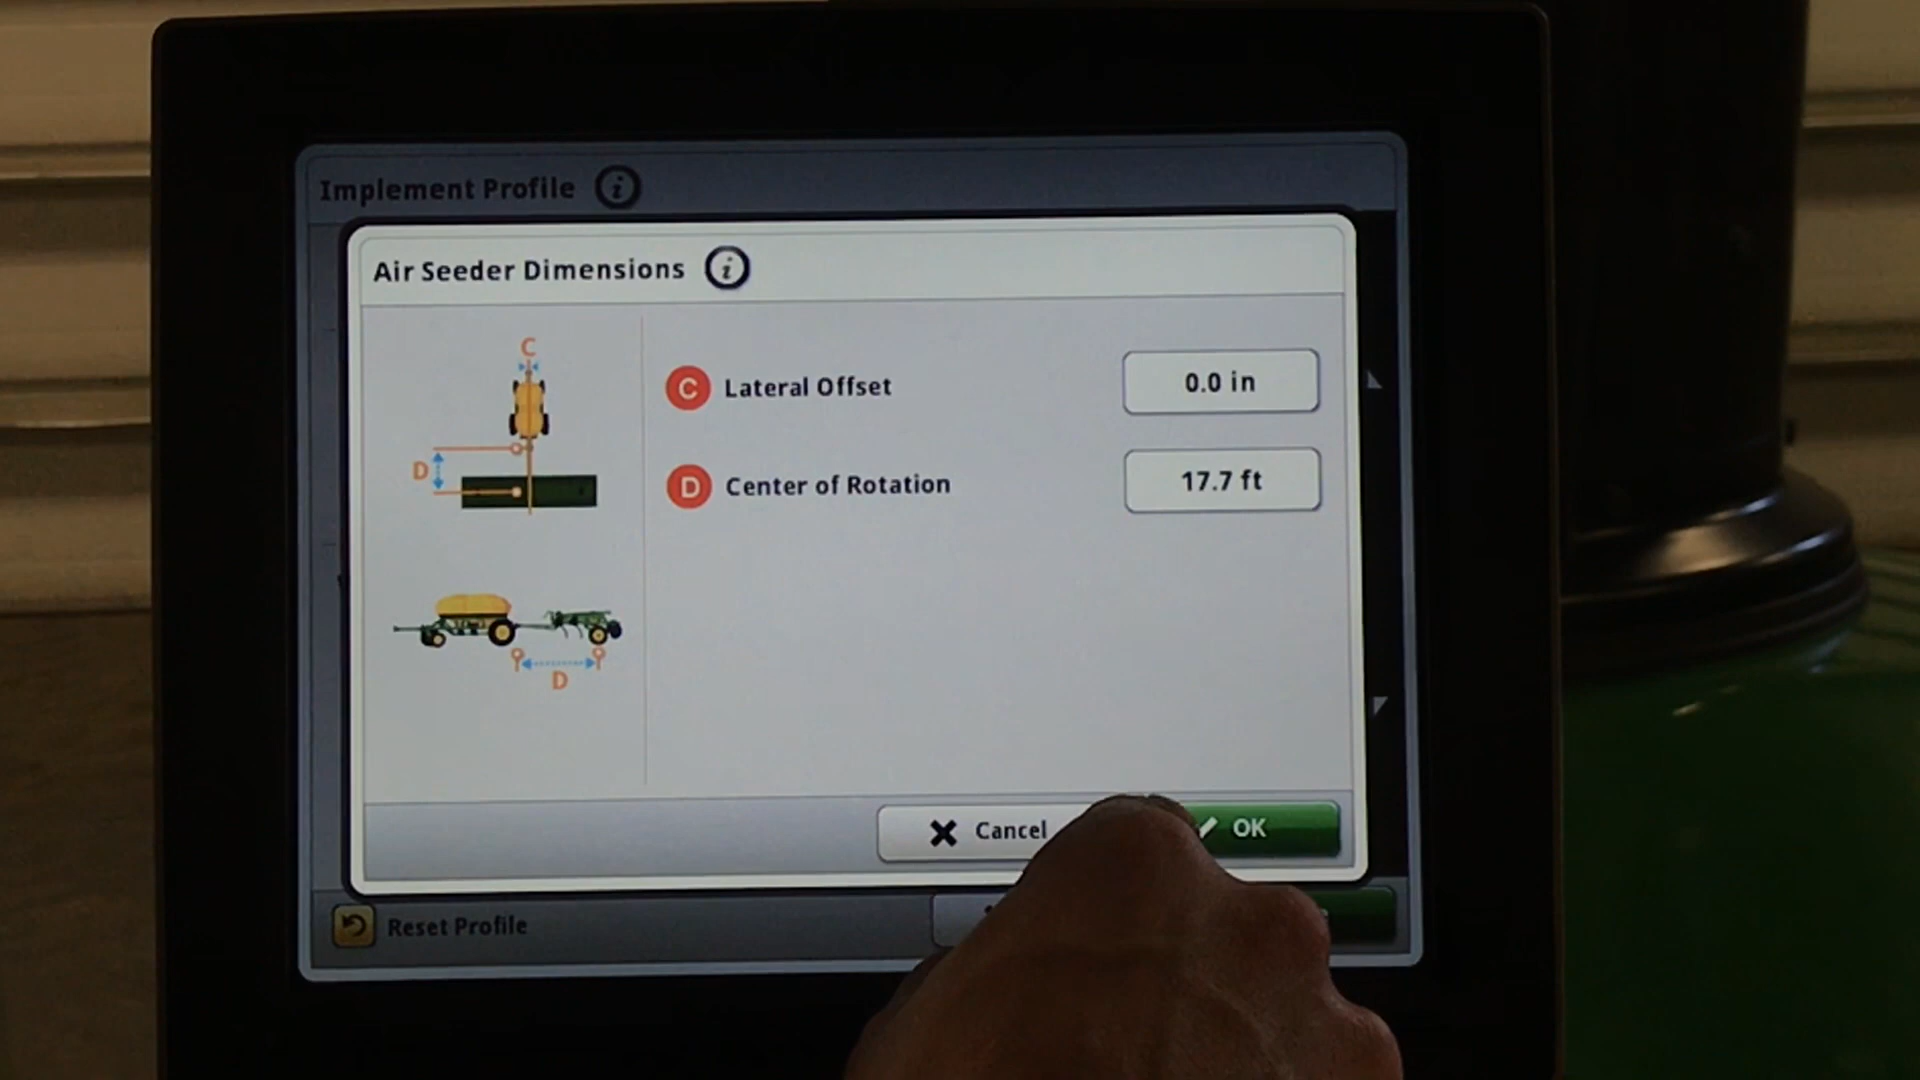 Implement Profile i
Air Seeder Dimensions i
C
C Lateral Offset 0.0 in
D
D Center of Rotation 17.7 ft
D
Cancel OK
Reset Profile